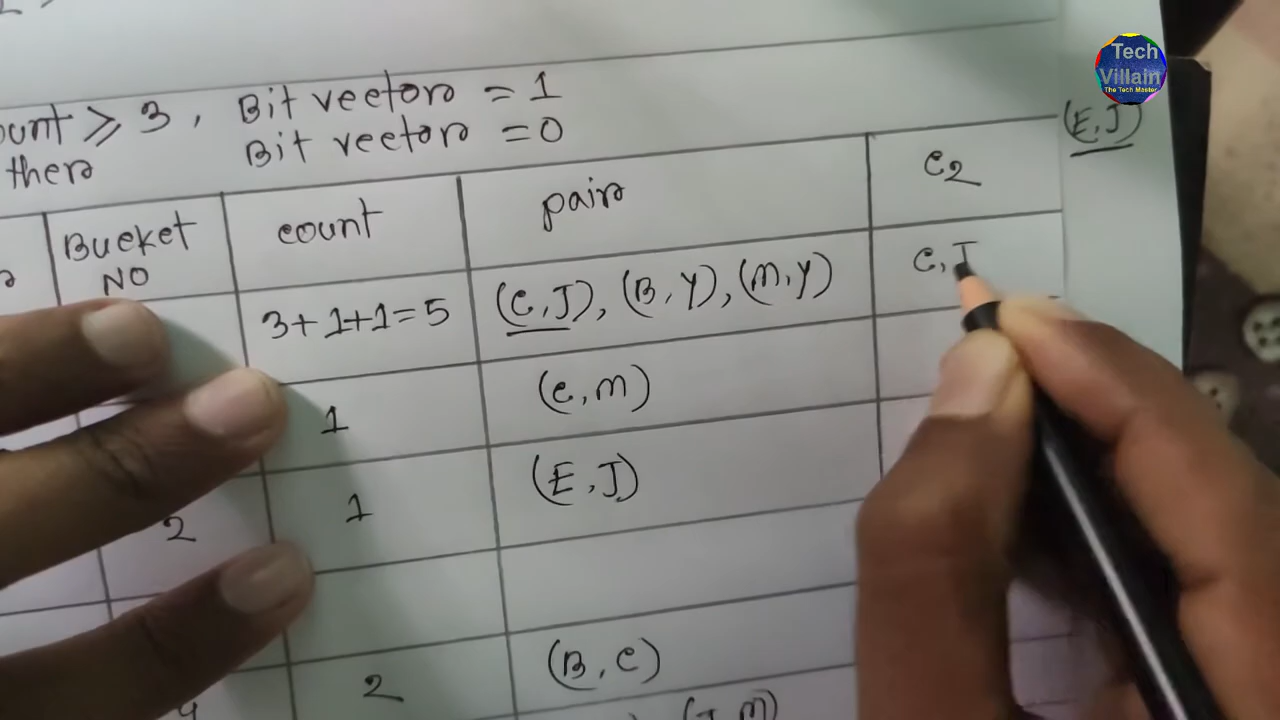 Tech
Villain
The Tech Master
ount ≥ 3, Bit vector = 1
Bit vector = 0
(E,J)
Bucket NO count pair C2
3+1+1=5 (C,J), (B,Y), (M,Y) C,J
1 (C,M)
2 1 (E,J)
4 2 (B,C)
(J,M)